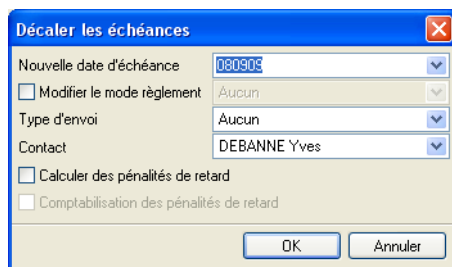 Décaler les échéances
Nouvelle date d'échéance 080909
Modifier le mode règlement Aucun
Type d'envoi Aucun
Contact DEBANNE Yves
Calculer des pénalités de retard
Comptabilisation des pénalités de retard
OK Annuler